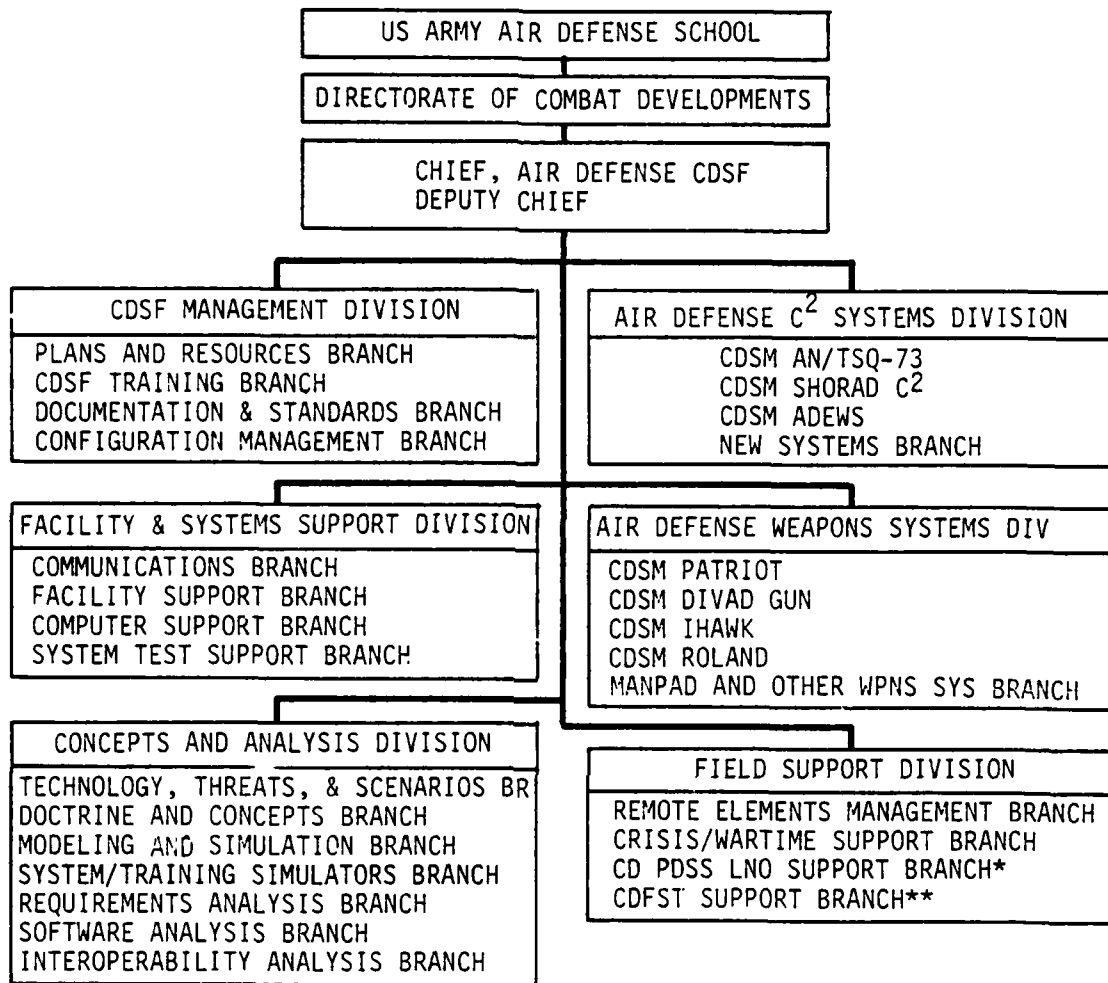 US ARMY AIR DEFENSE SCHOOL
DIRECTORATE OF COMBAT DEVELOPMENTS
CHIEF, AIR DEFENSE CDSF
DEPUTY CHIEF
CDSF MANAGEMENT DIVISION
PLANS AND RESOURCES BRANCH
CDSF TRAINING BRANCH
DOCUMENTATION & STANDARDS BRANCH
CONFIGURATION MANAGEMENT BRANCH
AIR DEFENSE C² SYSTEMS DIVISION
CDSM AN/TSQ-73
CDSM SHORAD C²
CDSM ADEWS
NEW SYSTEMS BRANCH
FACILITY & SYSTEMS SUPPORT DIVISION
COMMUNICATIONS BRANCH
FACILITY SUPPORT BRANCH
COMPUTER SUPPORT BRANCH
SYSTEM TEST SUPPORT BRANCH
AIR DEFENSE WEAPONS SYSTEMS DIV
CDSM PATRIOT
CDSM DIVAD GUN
CDSM IHAWK
CDSM ROLAND
MANPAD AND OTHER WPNS SYS BRANCH
CONCEPTS AND ANALYSIS DIVISION
TECHNOLOGY, THREATS, & SCENARIOS BR
DOCTRINE AND CONCEPTS BRANCH
MODELING AND SIMULATION BRANCH
SYSTEM/TRAINING SIMULATORS BRANCH
REQUIREMENTS ANALYSIS BRANCH
SOFTWARE ANALYSIS BRANCH
INTEROPERABILITY ANALYSIS BRANCH
FIELD SUPPORT DIVISION
REMOTE ELEMENTS MANAGEMENT BRANCH
CRISIS/WARTIME SUPPORT BRANCH
CD PDSS LNO SUPPORT BRANCH*
CDFST SUPPORT BRANCH**